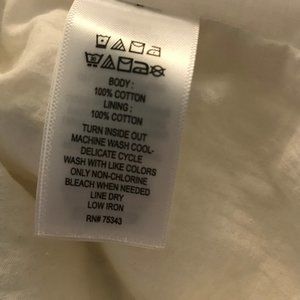 BODY :
100% COTTON
LINING :
100% COTTON
TURN INSIDE OUT
MACHINE WASH COOL-
DELICATE CYCLE
WASH WITH LIKE COLORS
ONLY NON-CHLORINE
BLEACH WHEN NEEDED
LINE DRY
LOW IRON
RN# 75343